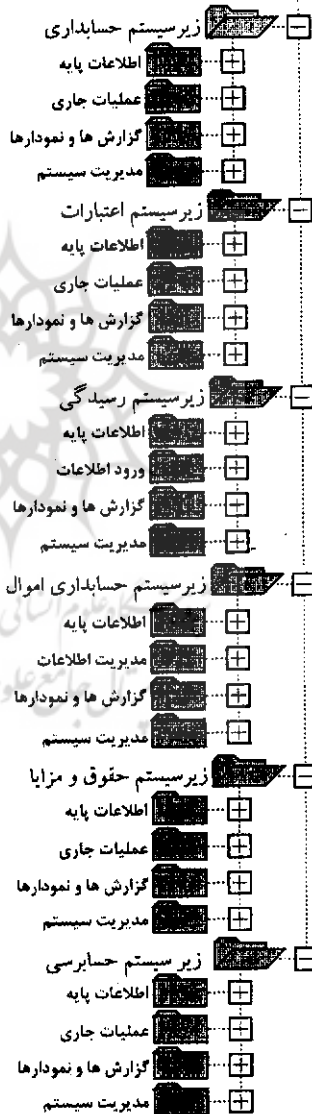 زیرسیستم حسابداری
اطلاعات پایه
عملیات جاری
گزارش ها و نمودارها
مدیریت سیستم
زیرسیستم اعتبارات
اطلاعات پایه
عملیات جاری
گزارش ها و نمودارها
مدیریت سیستم
زیرسیستم رسیدگی
اطلاعات پایه
ورود اطلاعات
گزارش ها و نمودارها
مدیریت سیستم
زیرسیستم حسابداری اموال
اطلاعات پایه
مدیریت اطلاعات
گزارش ها و نمودارها
مدیریت سیستم
زیرسیستم حقوق و مزایا
اطلاعات پایه
عملیات جاری
گزارش ها و نمودارها
مدیریت سیستم
زیر سیستم حسابرسی
اطلاعات پایه
عملیات جاری
گزارش ها و نمودارها
مدیریت سیستم